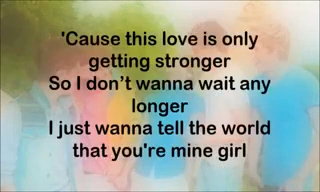 'Cause this love is only
getting stronger
So I don’t wanna wait any
longer
I just wanna tell the world
that you're mine girl